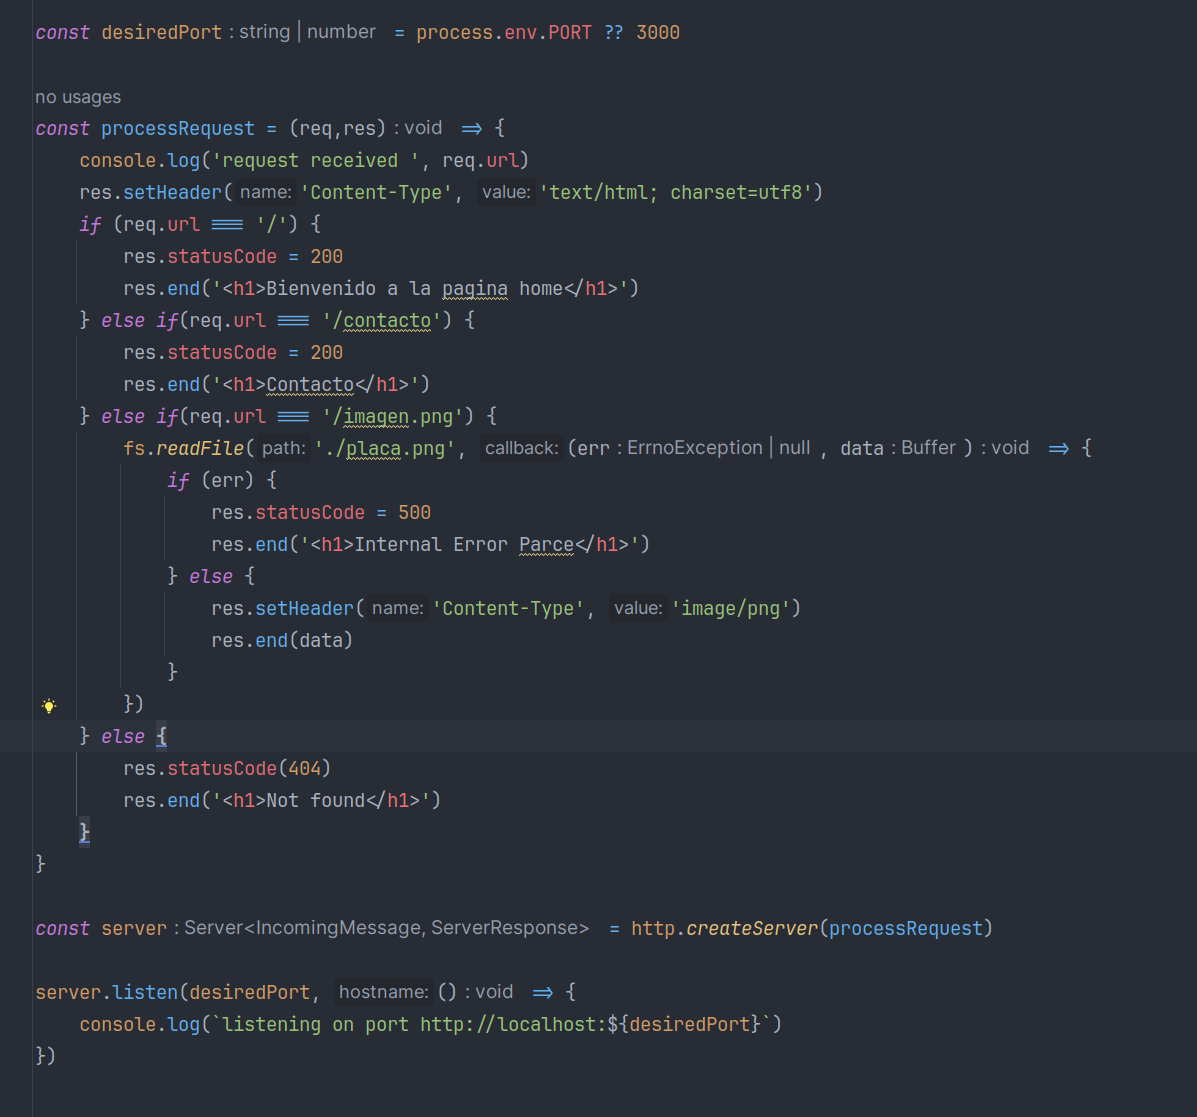 const desiredPort : string | number = process.env.PORT ?? 3000
no usages
const processRequest = (req,res) : void => {
console.log('request received ', req.url)
res.setHeader( name: 'Content-Type', value: 'text/html; charset=utf8')
if (req.url === '/') {
res.statusCode = 200
res.end('<h1>Bienvenido a la pagina home</h1>')
} else if(req.url === '/contacto') {
res.statusCode = 200
res.end('<h1>Contacto</h1>')
} else if(req.url === '/imagen.png') {
fs.readFile( path: './placa.png', callback: (err : ErrnoException | null , data : Buffer ) : void => {
if (err) {
res.statusCode = 500
res.end('<h1>Internal Error Parce</h1>')
} else {
res.setHeader( name: 'Content-Type', value: 'image/png')
res.end(data)
}
})
} else {
res.statusCode(404)
res.end('<h1>Not found</h1>')
}
}
const server : Server<IncomingMessage, ServerResponse> = http.createServer(processRequest)
server.listen(desiredPort, hostname: () : void => {
console.log(`listening on port http://localhost:${desiredPort}`)
})